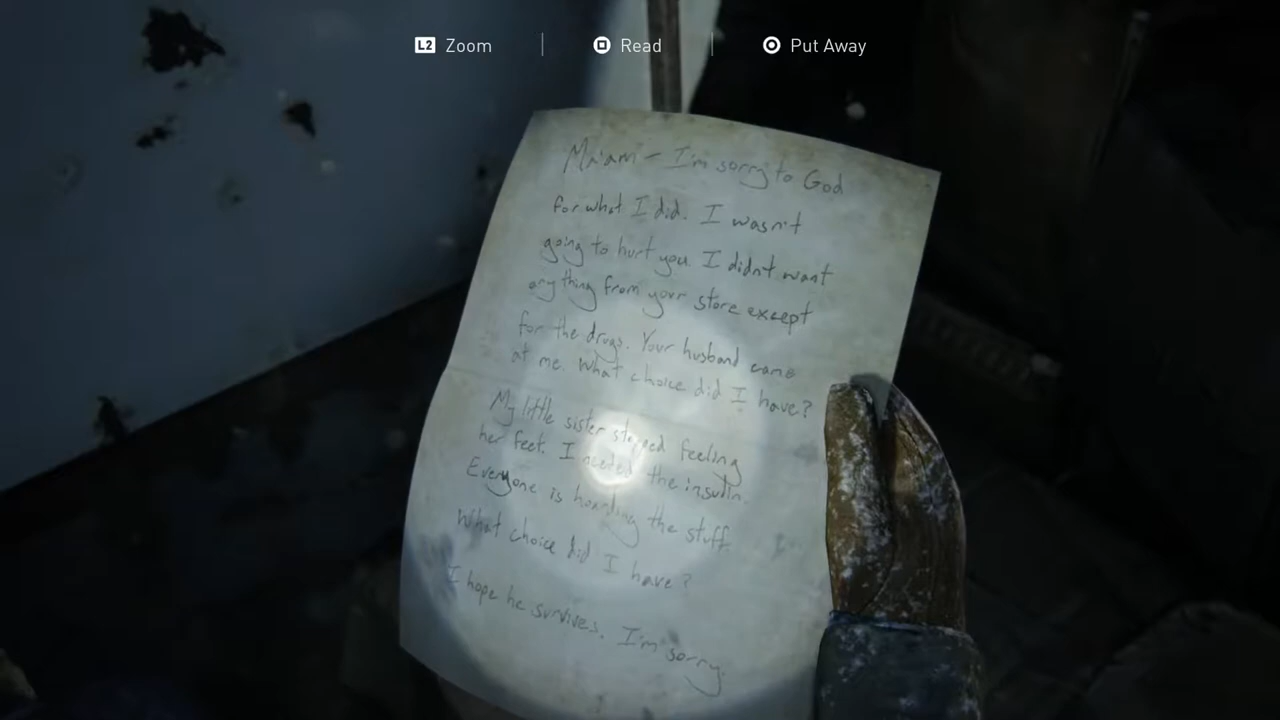 L2 Zoom | Read | Put Away
Ma'am - I'm sorry to God
for what I did. I wasn't
going to hurt you. I didn't want
any thing from your store except
for the drugs. Your husband came
at me. What choice did I have?
My little sister stopped feeling
her feet. I needed the insulin.
Everyone is hoarding the stuff.
What choice did I have?
I hope he survives. I'm sorry.